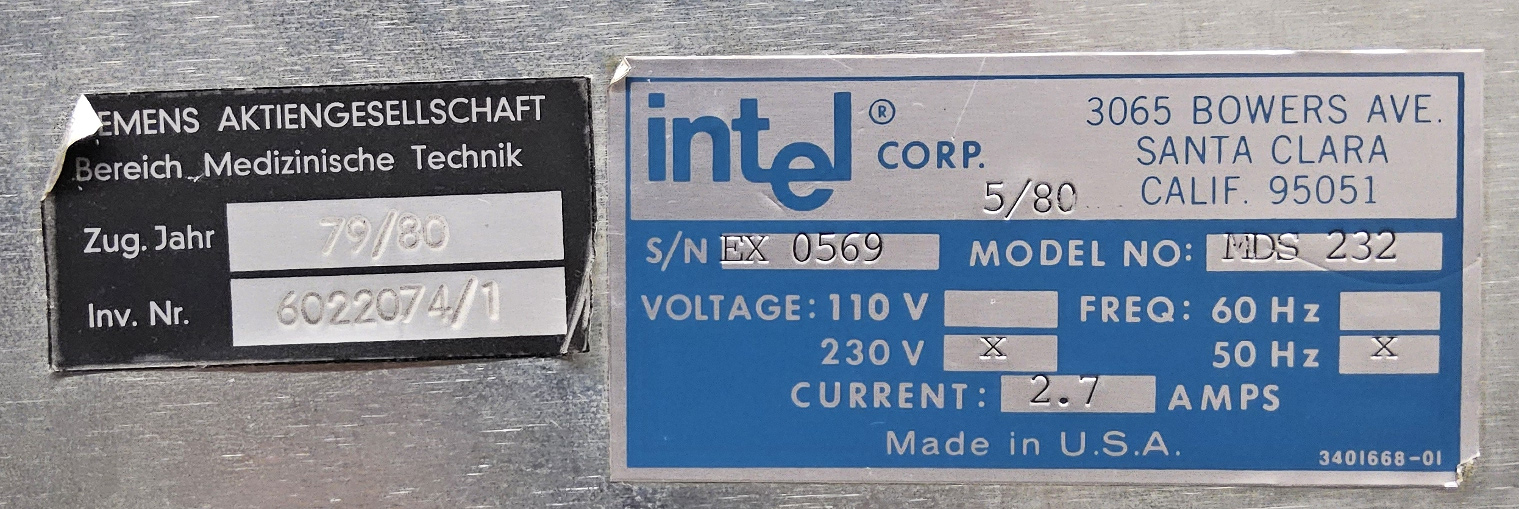 EMENS AKTIENGESELLSCHAFT
Bereich Medizinische Technik
Zug. Jahr 79/80
Inv. Nr. 6022074/1
intel ® CORP.
3065 BOWERS AVE.
SANTA CLARA
CALIF. 95051
5/80
S/N EX 0569 MODEL NO: MDS 232
VOLTAGE: 110 V FREQ: 60 Hz
230 V X 50 Hz X
CURRENT: 2.7 AMPS
Made in U.S.A.
3401668-01